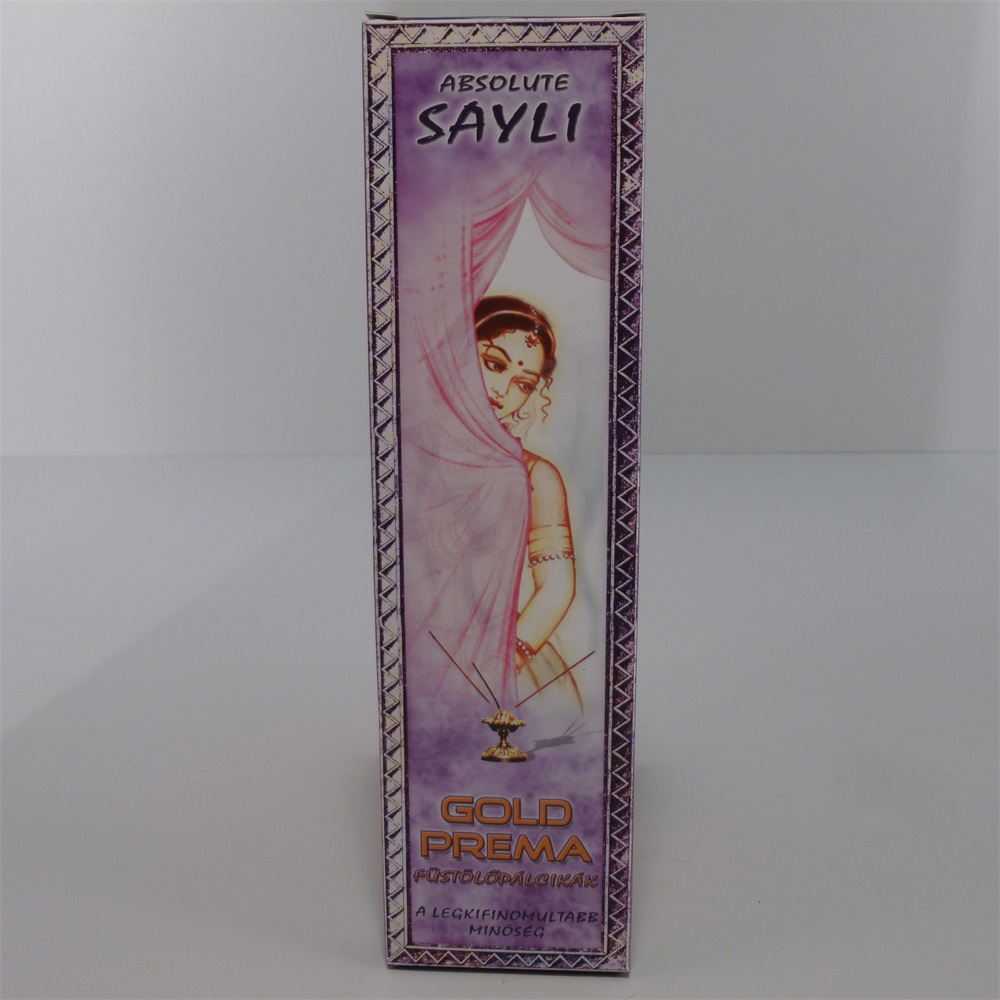 ABSOLUTE
SAYLI
GOLD
PREMA
FÜSTÖLŐPÁLCIKÁK
A LEGKIFINOMULTABB
MINŐSÉG